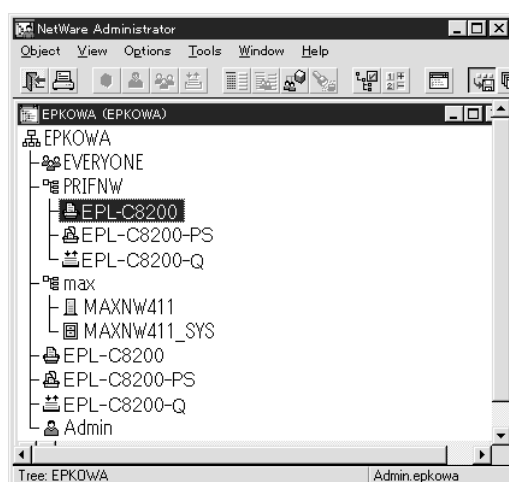 NetWare Administrator
Object View Options Tools Window Help
EPKOWA (EPKOWA)
EPKOWA
EVERYONE
PRIFNW
EPL-C8200
EPL-C8200-PS
EPL-C8200-Q
max
MAXNW411
MAXNW411_SYS
EPL-C8200
EPL-C8200-PS
EPL-C8200-Q
Admin
Tree: EPKOWA Admin.epkowa